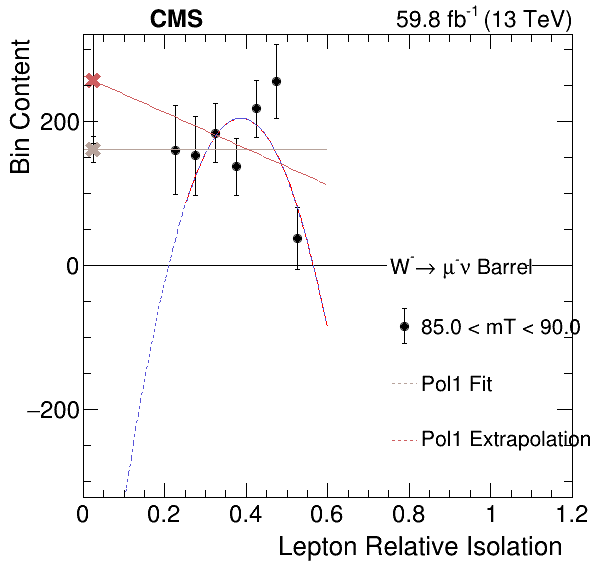 CMS 59.8 fb⁻¹ (13 TeV)
Bin Content
200
0
−200
W⁻→ μ⁻ν Barrel
85.0 < mT < 90.0
Pol1 Fit
Pol1 Extrapolation
0 0.2 0.4 0.6 0.8 1 1.2
Lepton Relative Isolation